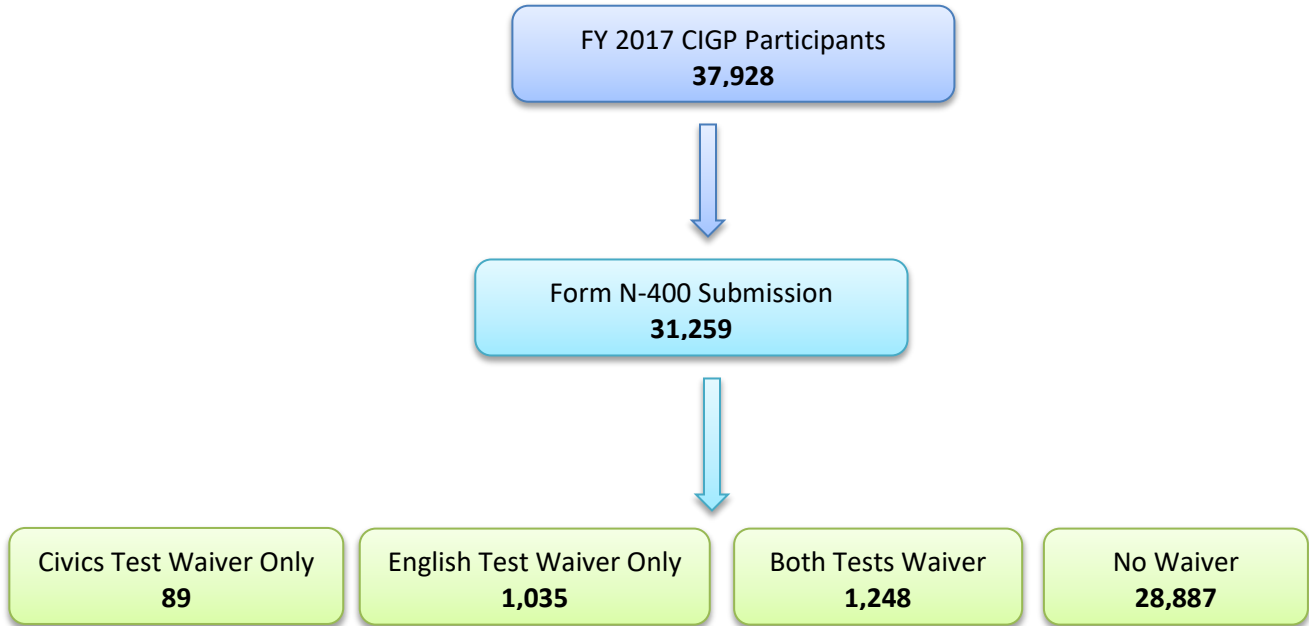 FY 2017 CIGP Participants
37,928
Form N-400 Submission
31,259
Civics Test Waiver Only
89
English Test Waiver Only
1,035
Both Tests Waiver
1,248
No Waiver
28,887